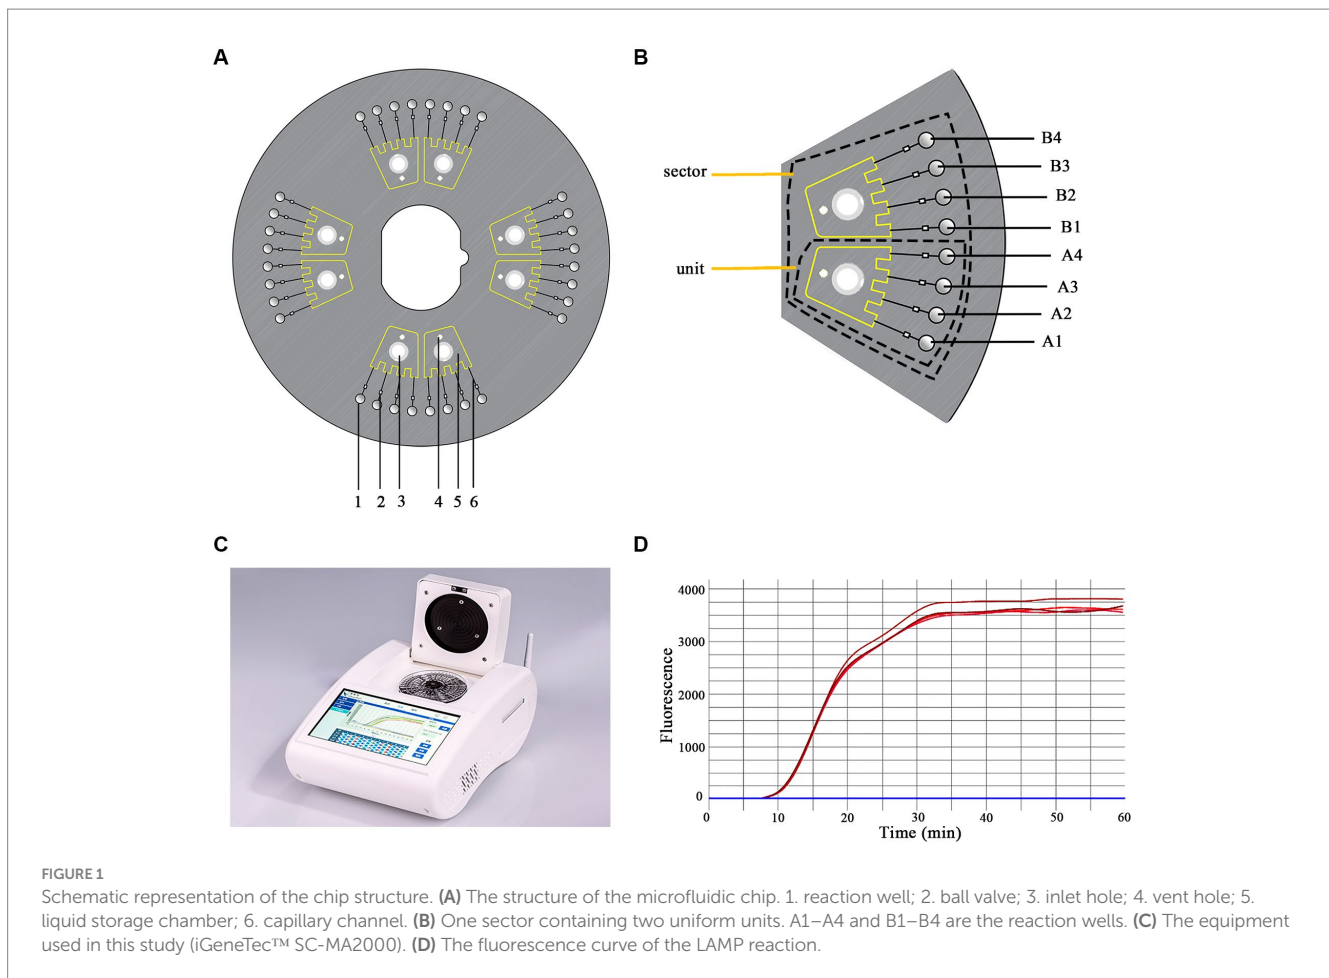 A
B
sector
unit
B4
B3
B2
B1
A4
A3
A2
A1
1 2 3 4 5 6
C
D
4000
3000
2000
1000
0
Fluorescence
0 10 20 30 40 50 60
Time (min)
FIGURE 1
Schematic representation of the chip structure. (A) The structure of the microfluidic chip. 1. reaction well; 2. ball valve; 3. inlet hole; 4. vent hole; 5.
liquid storage chamber; 6. capillary channel. (B) One sector containing two uniform units. A1–A4 and B1–B4 are the reaction wells. (C) The equipment
used in this study (iGeneTec™ SC-MA2000). (D) The fluorescence curve of the LAMP reaction.